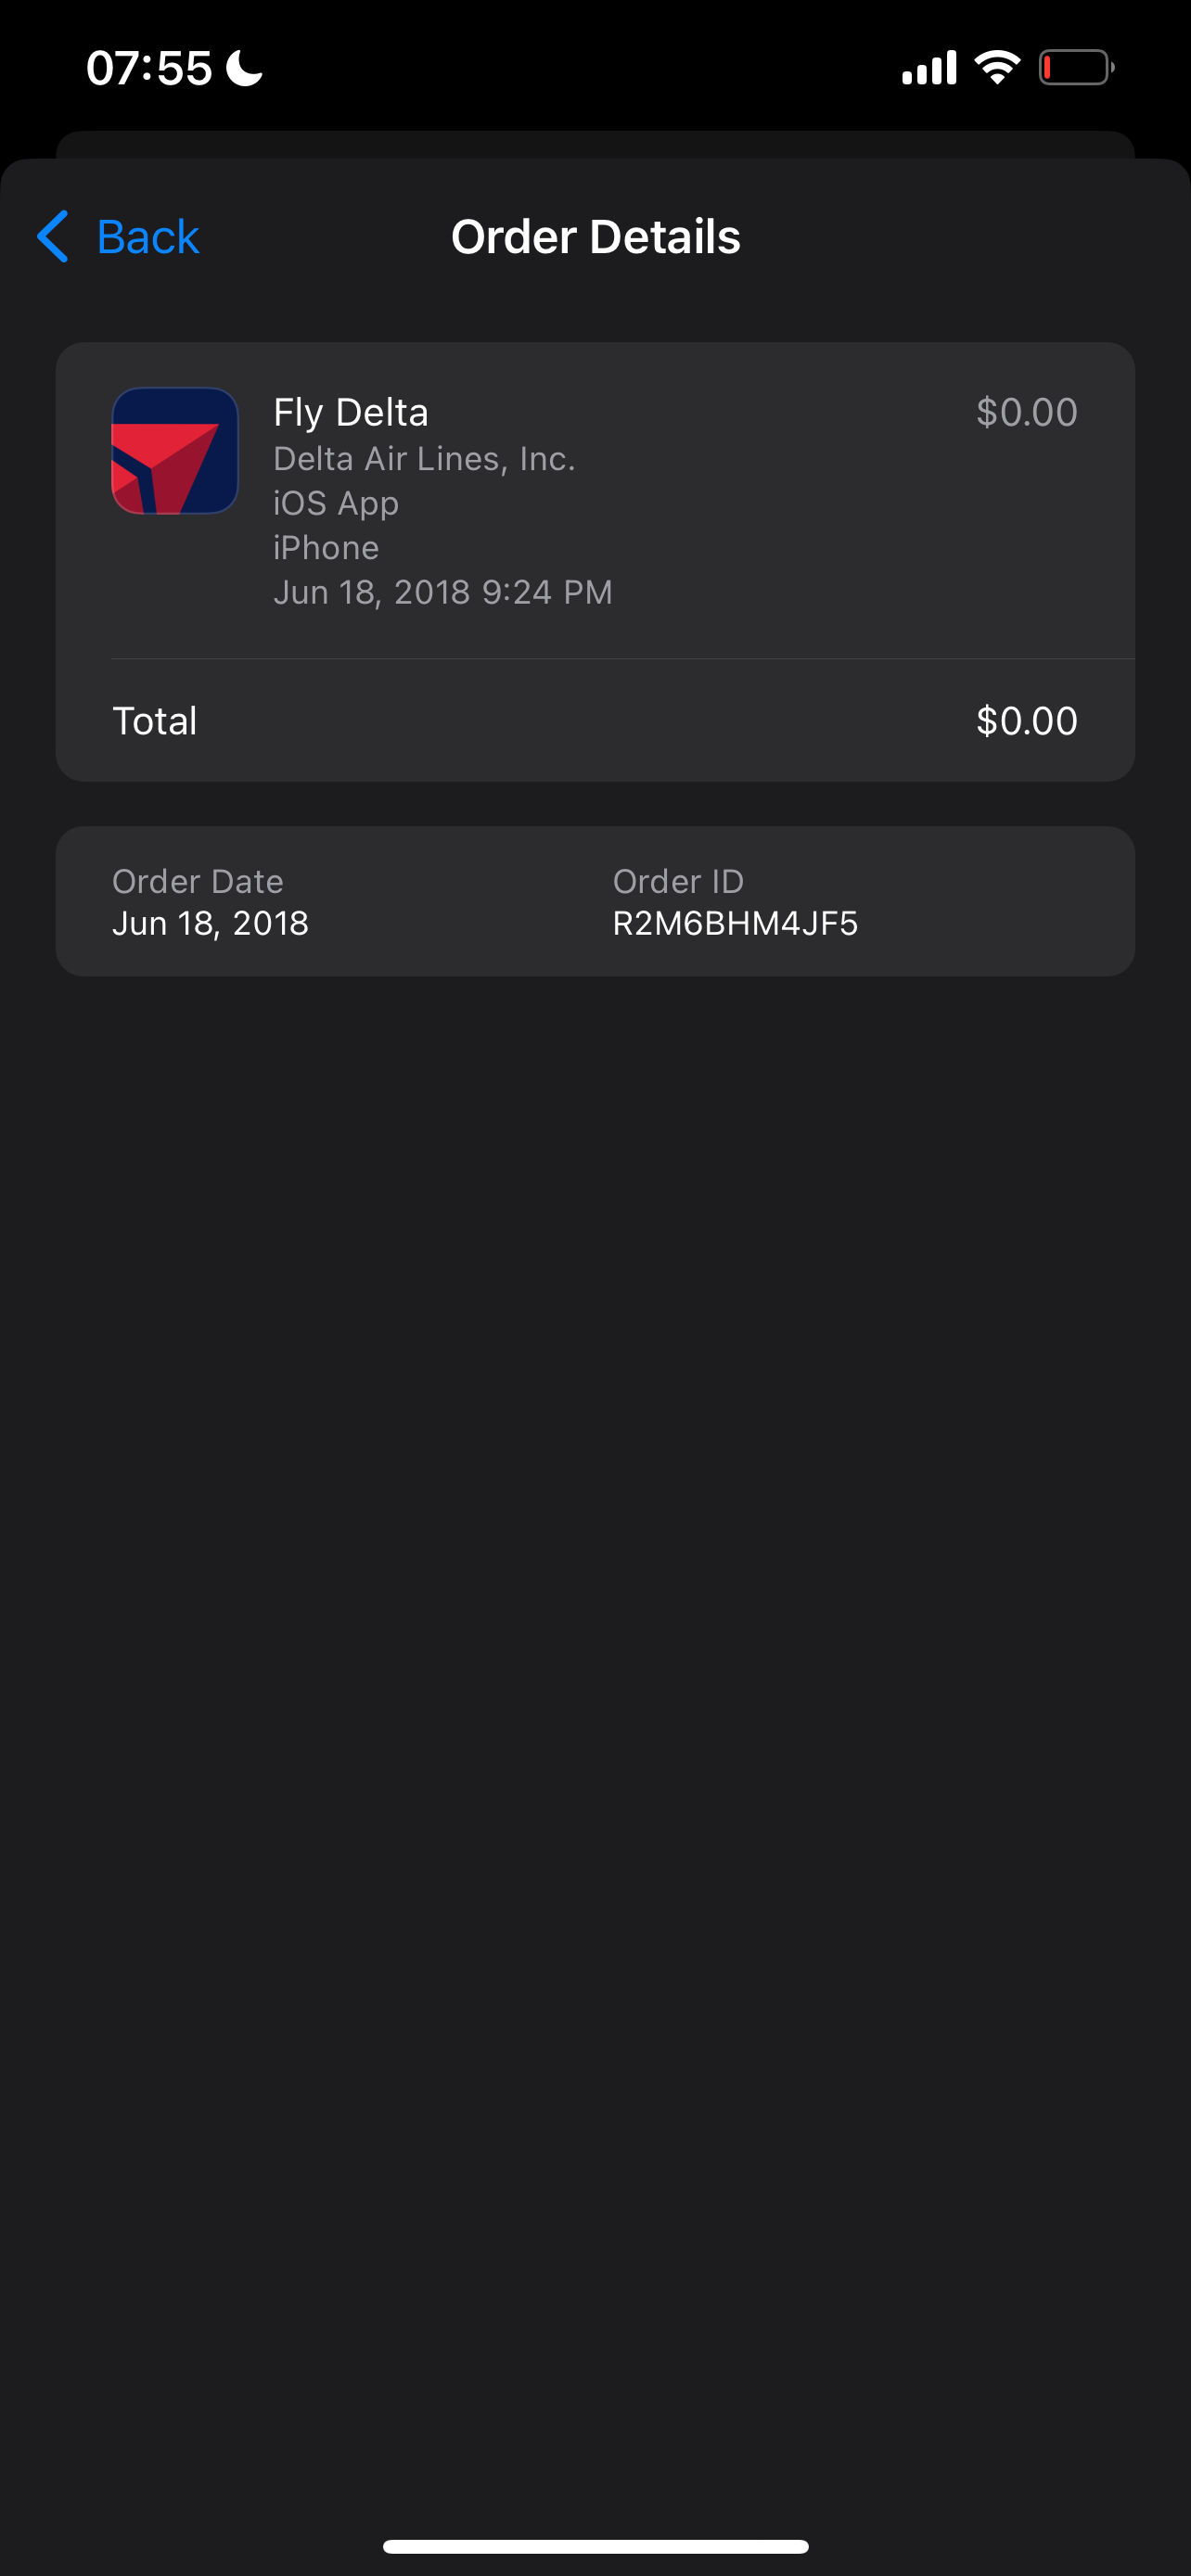 07:55
Back
Order Details
Fly Delta
$0.00
Delta Air Lines, Inc.
iOS App
iPhone
Jun 18, 2018 9:24 PM
Total
$0.00
Order Date
Order ID
Jun 18, 2018
R2M6BHM4JF5